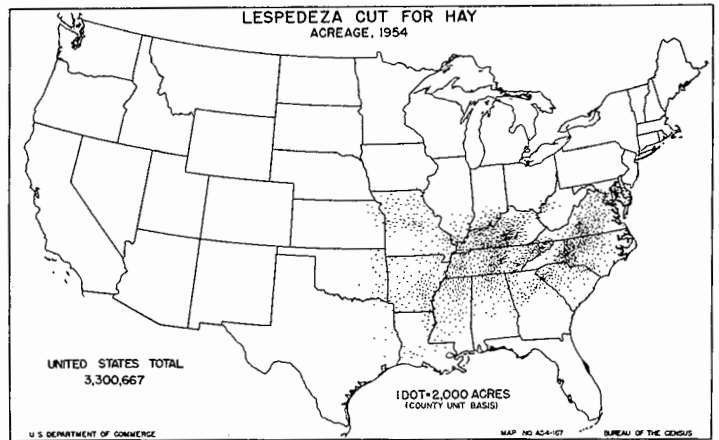 LESPEDEZA CUT FOR HAY
ACREAGE, 1954
UNITED STATES TOTAL
3,300,667
1 DOT=2,000 ACRES
(COUNTY UNIT BASIS)
U S DEPARTMENT OF COMMERCE
MAP NO A54-167
BUREAU OF THE CENSUS